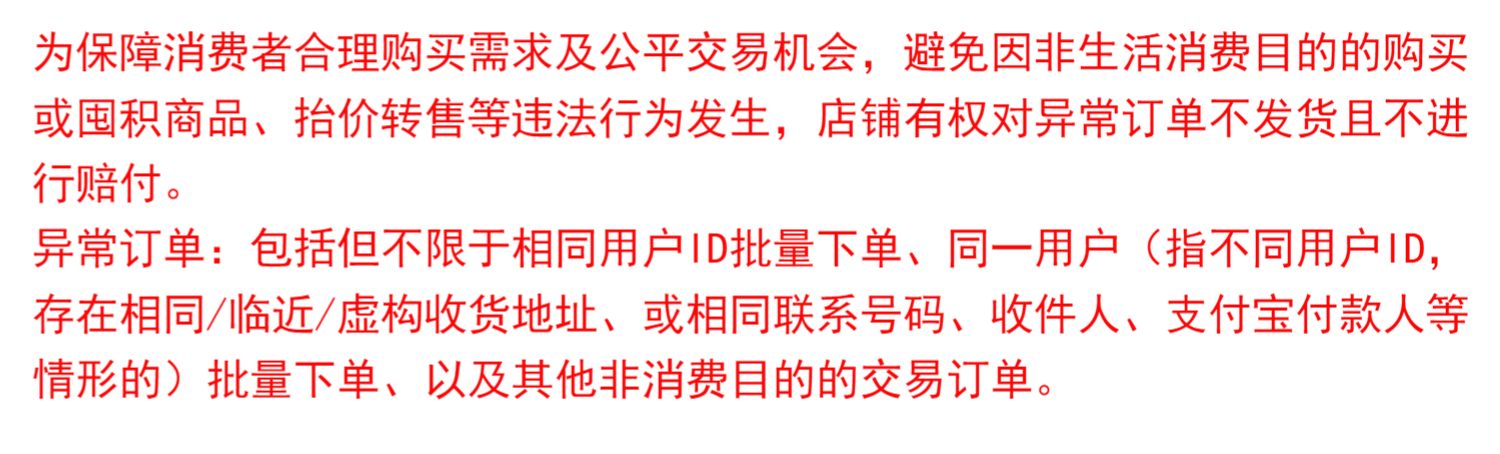 为保障消费者合理购买需求及公平交易机会，避免因非生活消费目的的购买
或囤积商品、抬价转售等违法行为发生，店铺有权对异常订单不发货且不进
行赔付。
异常订单：包括但不限于相同用户ID批量下单、同一用户（指不同用户ID，
存在相同/临近/虚构收货地址、或相同联系号码、收件人、支付宝付款人等
情形的）批量下单、以及其他非消费目的的交易订单。